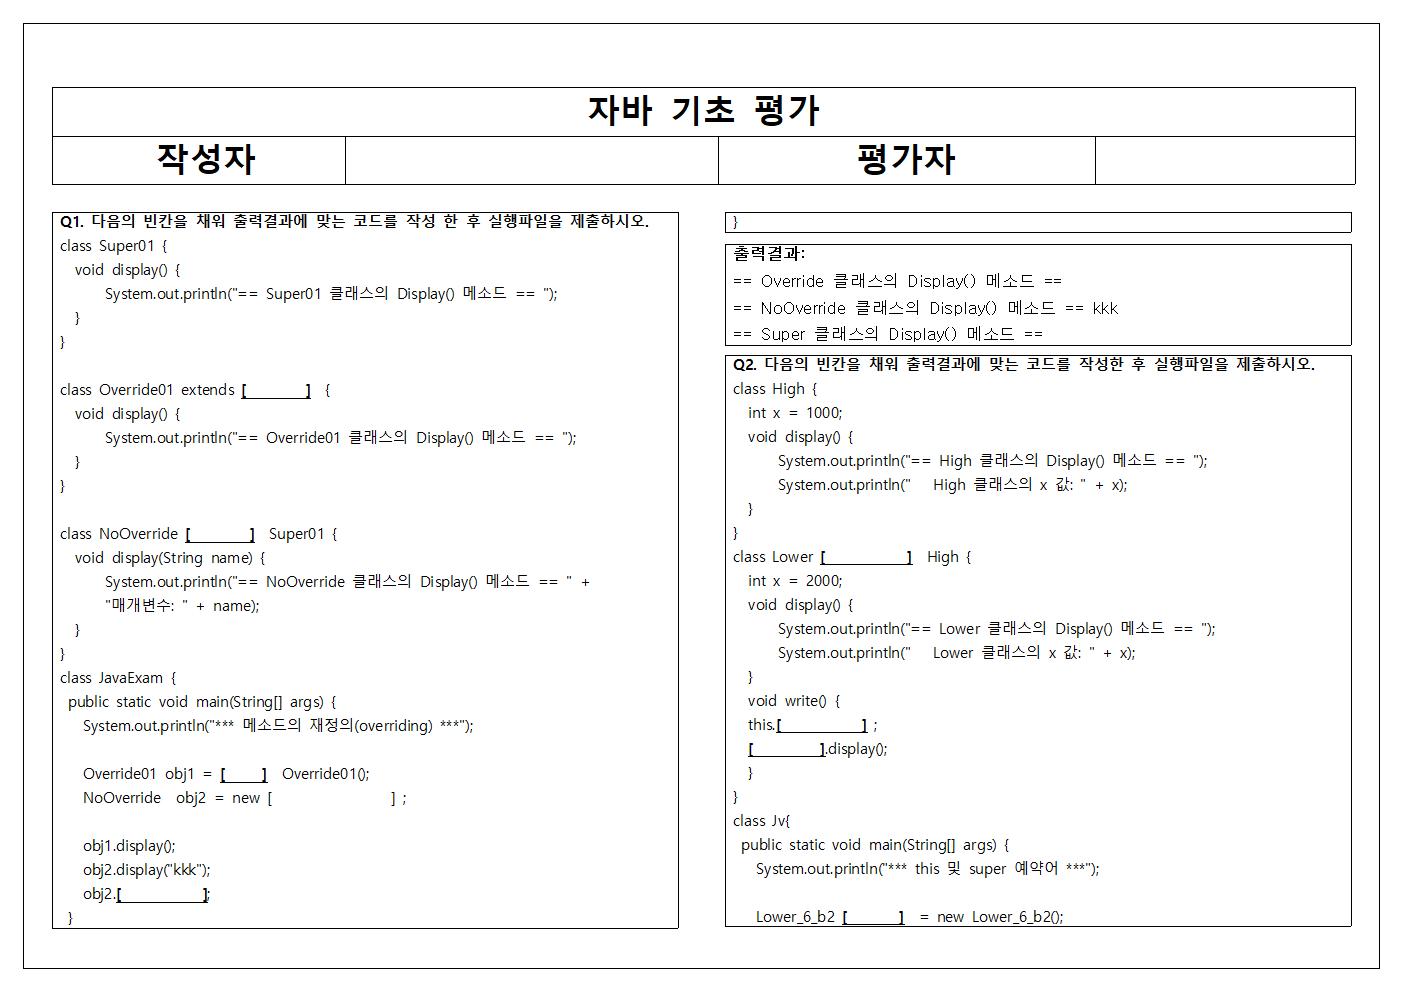 자바 기초 평가
작성자
평가자
Q1. 다음의 빈칸을 채워 출력결과에 맞는 코드를 작성 한 후 실행파일을 제출하시오.
class Super01 {
void display() {
System.out.println("== Super01 클래스의 Display() 메소드 == ");
}
}
class Override01 extends [ ] {
void display() {
System.out.println("== Override01 클래스의 Display() 메소드 == ");
}
}
class NoOverride [ ] Super01 {
void display(String name) {
System.out.println("== NoOverride 클래스의 Display() 메소드 == " +
"매개변수: " + name);
}
}
class JavaExam {
public static void main(String[] args) {
System.out.println("*** 메소드의 재정의(overriding) ***");
Override01 obj1 = [ ] Override01();
NoOverride obj2 = new [ ] ;
obj1.display();
obj2.display("kkk");
obj2.[ ];
}
}
출력결과:
== Override 클래스의 Display() 메소드 ==
== NoOverride 클래스의 Display() 메소드 == kkk
== Super 클래스의 Display() 메소드 ==
Q2. 다음의 빈칸을 채워 출력결과에 맞는 코드를 작성한 후 실행파일을 제출하시오.
class High {
int x = 1000;
void display() {
System.out.println("== High 클래스의 Display() 메소드 == ");
System.out.println(" High 클래스의 x 값: " + x);
}
}
class Lower [ ] High {
int x = 2000;
void display() {
System.out.println("== Lower 클래스의 Display() 메소드 == ");
System.out.println(" Lower 클래스의 x 값: " + x);
}
void write() {
this.[ ] ;
[ ].display();
}
}
class Jv{
public static void main(String[] args) {
System.out.println("*** this 및 super 예약어 ***");
Lower_6_b2 [ ] = new Lower_6_b2();